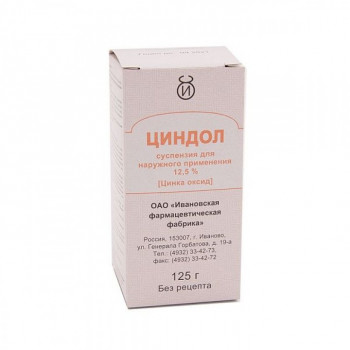 И
ЦИНДОЛ
суспензия для
наружного применения
12,5 %
[Цинка оксид]
ОАО «Ивановская
фармацевтическая
фабрика»
Россия, 153007, г. Иваново,
ул. Генерала Горбатова, д. 19-а
Тел.: (4932) 33-42-73,
факс: (4932) 33-42-72
125 г
Без рецепта